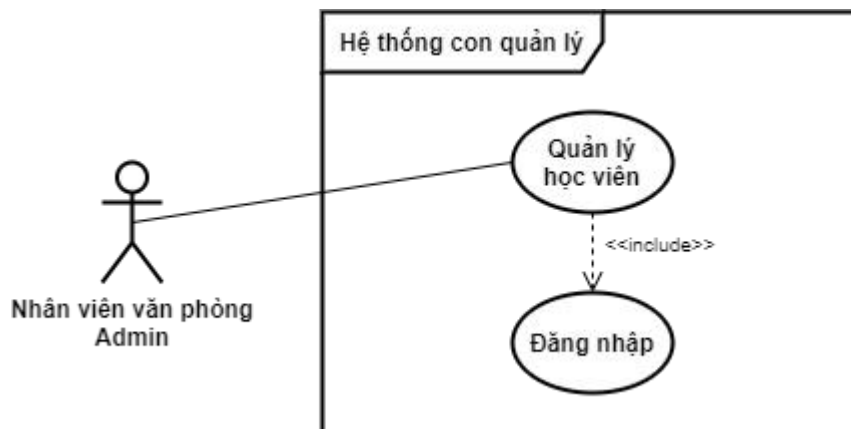 Hệ thống con quản lý
Quản lý
học viên
<<include>>
Nhân viên văn phòng
Admin
Đăng nhập